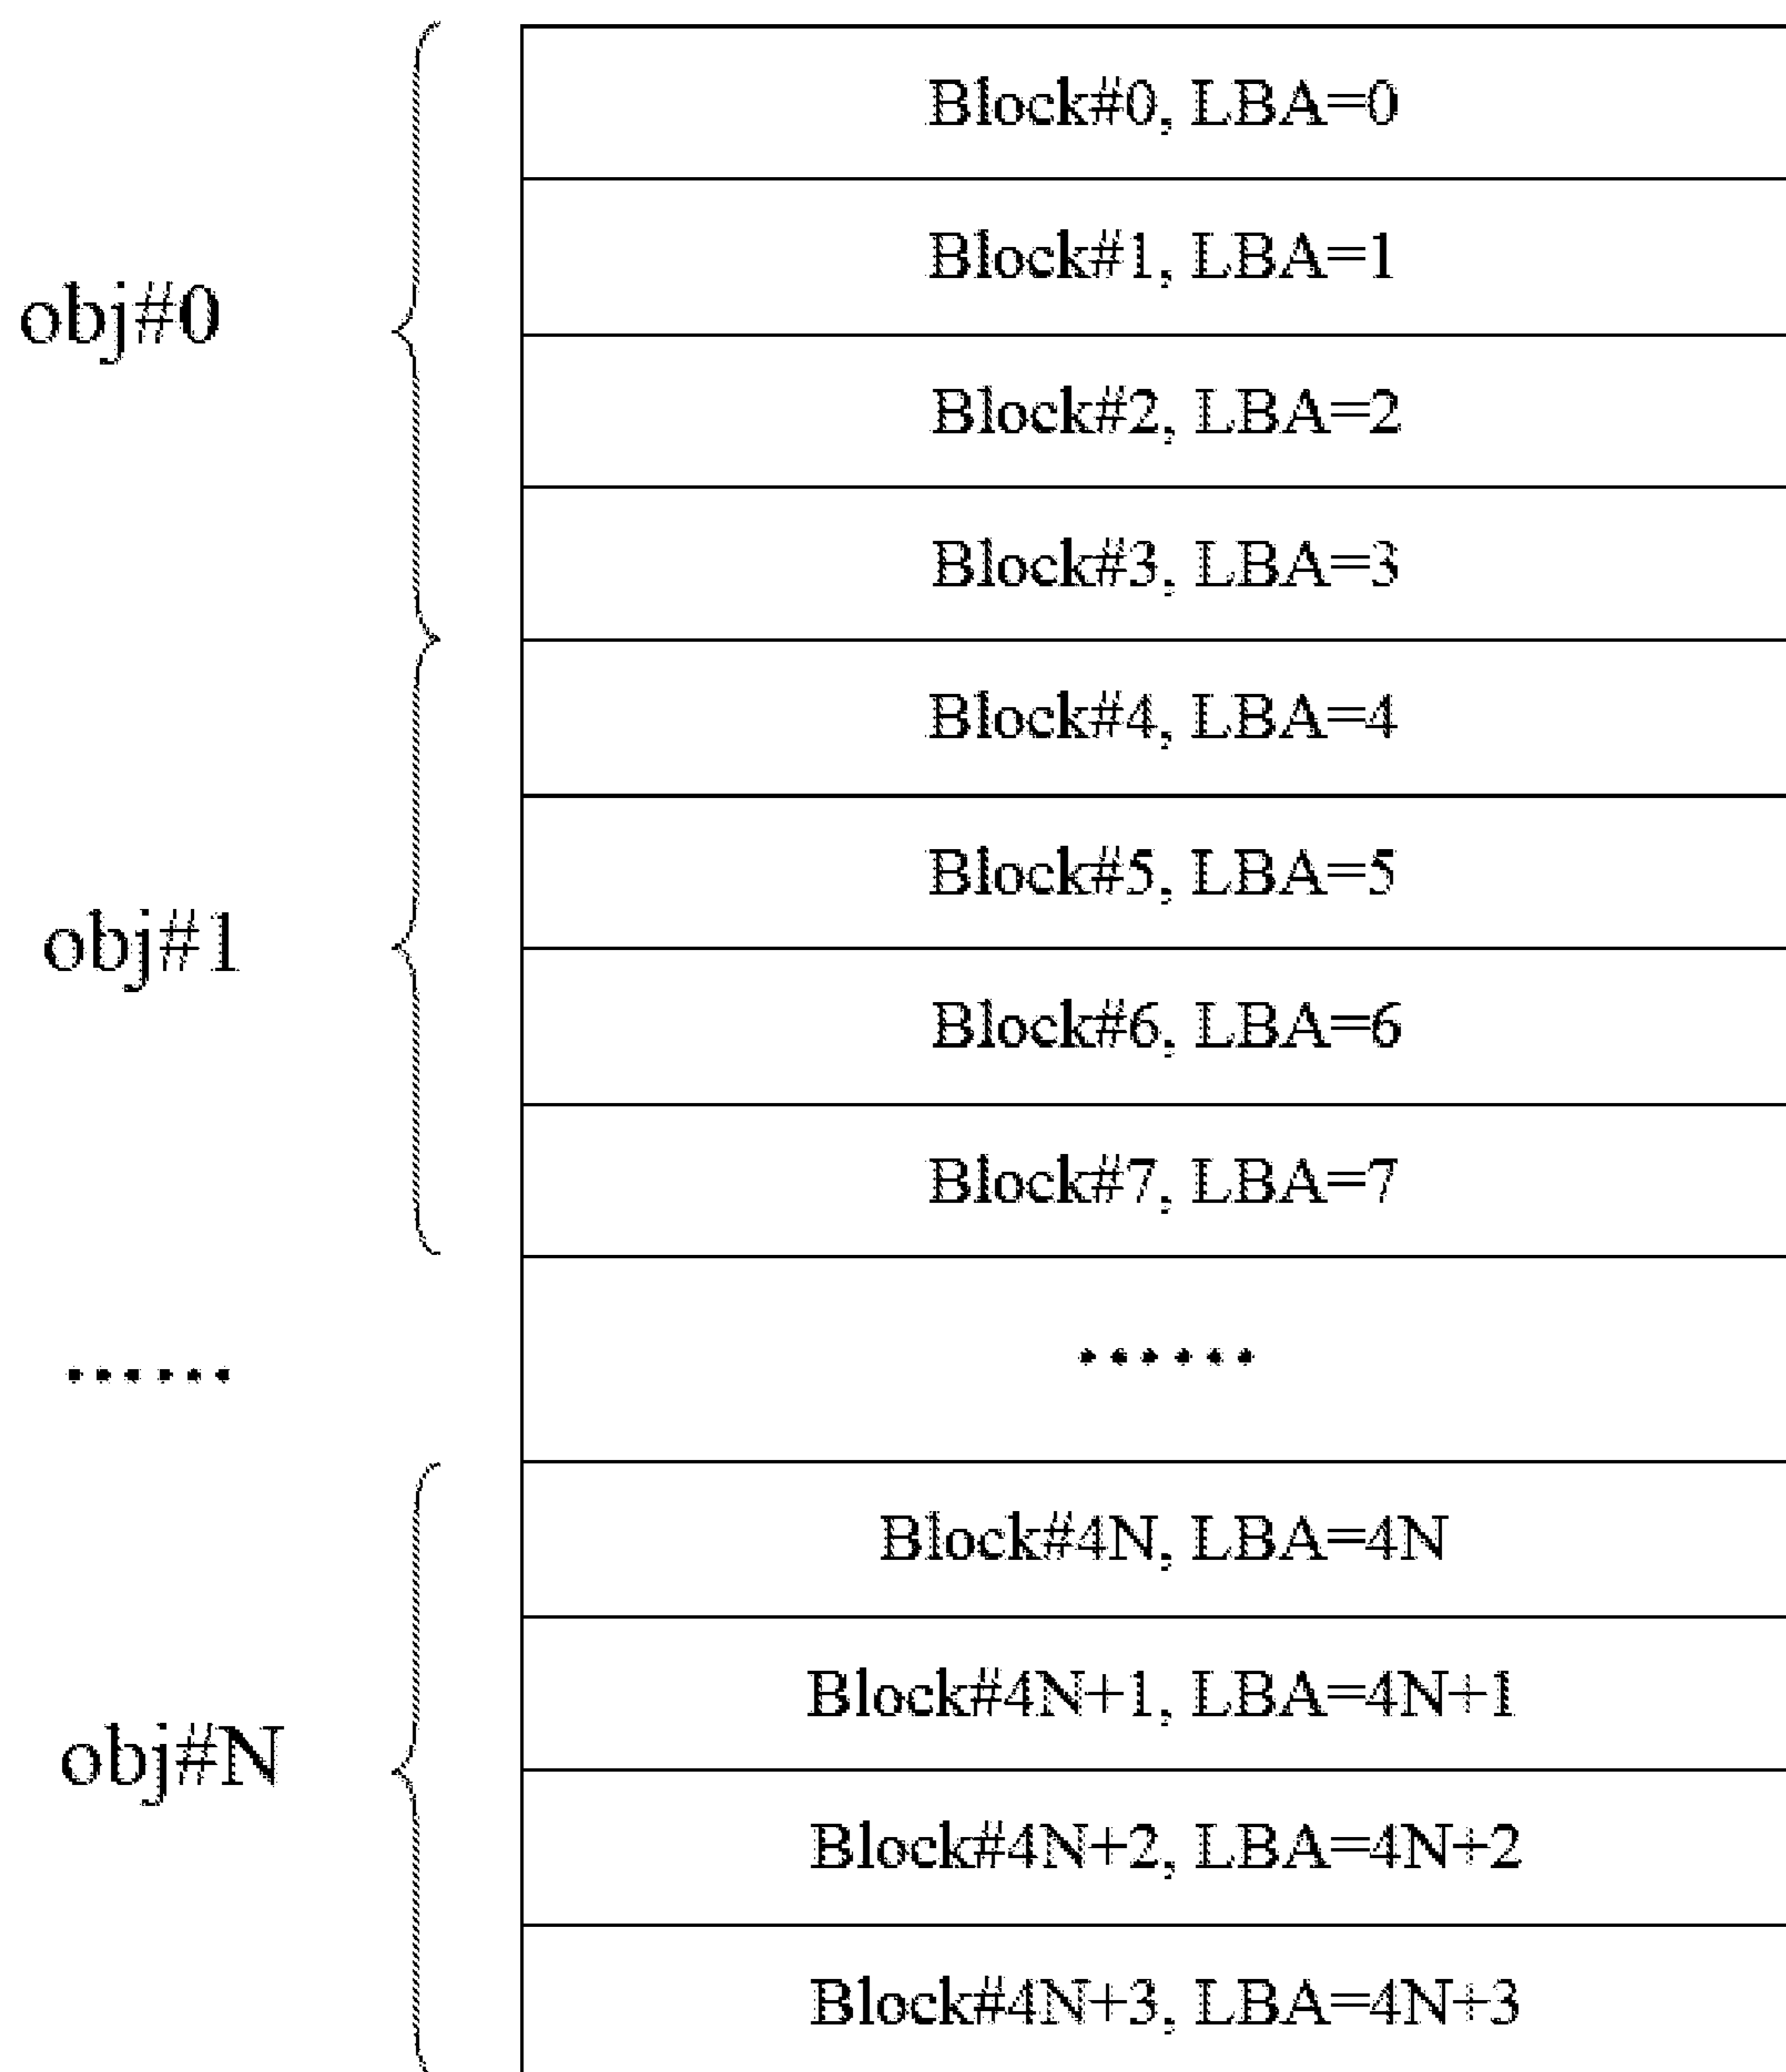 Block#0, LBA=0
Block#1, LBA=1
obj#0
Block#2, LBA=2
Block#3, LBA=3
Block#4, LBA=4
Block#5, LBA=5
obj#1
Block#6, LBA=6
Block#7, LBA=7
......
......
Block#4N, LBA=4N
Block#4N+1, LBA=4N+1
obj#N
Block#4N+2, LBA=4N+2
Block#4N+3, LBA=4N+3